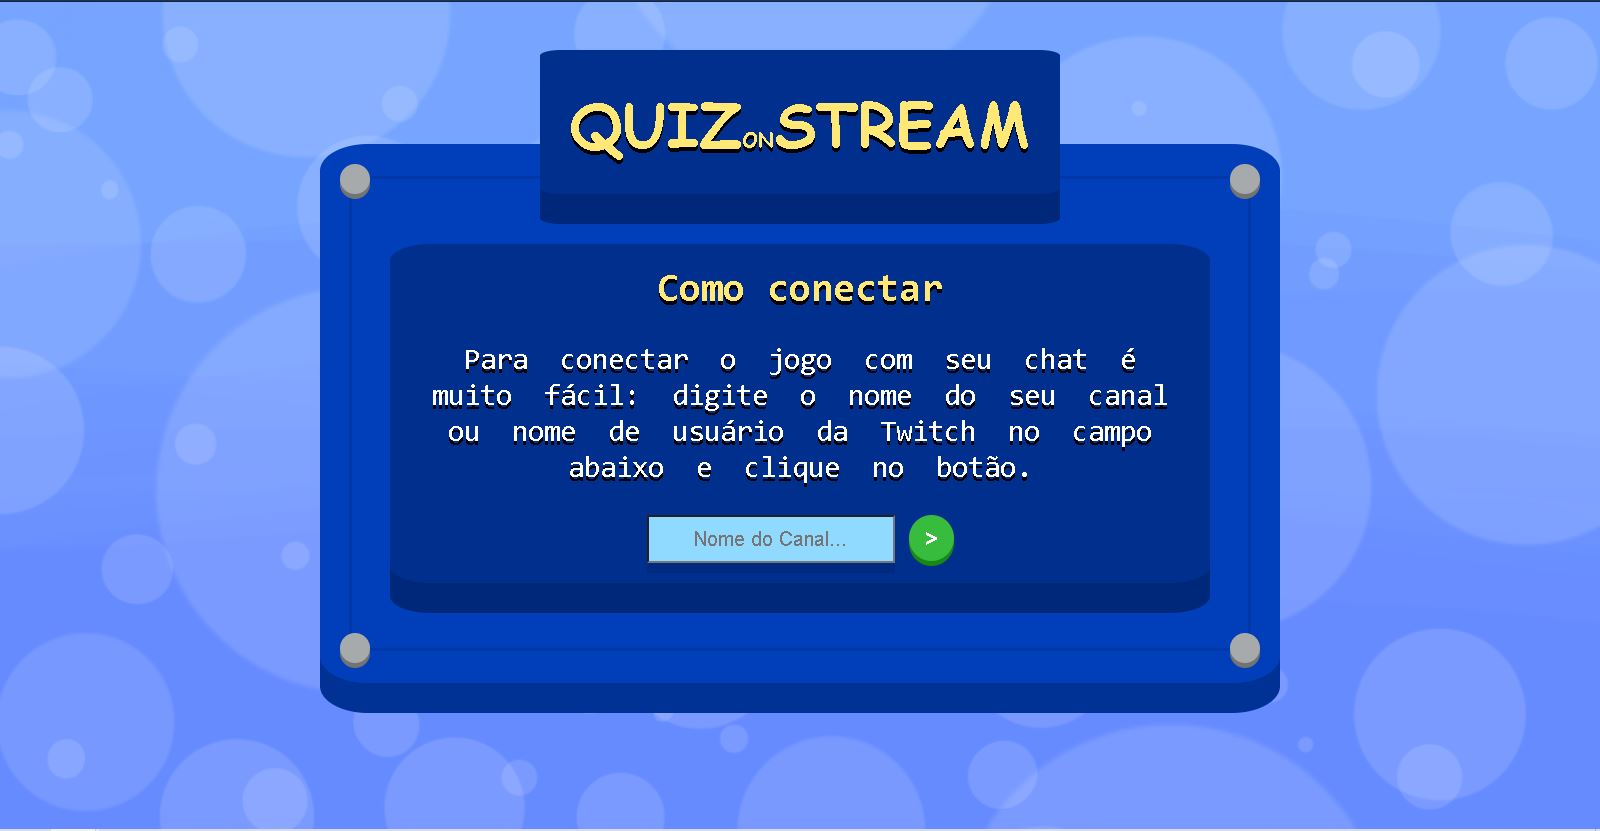 QUIZ ON STREAM
Como conectar
Para conectar o jogo com seu chat é
muito fácil: digite o nome do seu canal
ou nome de usuário da Twitch no campo
abaixo e clique no botão.
Nome do Canal... >